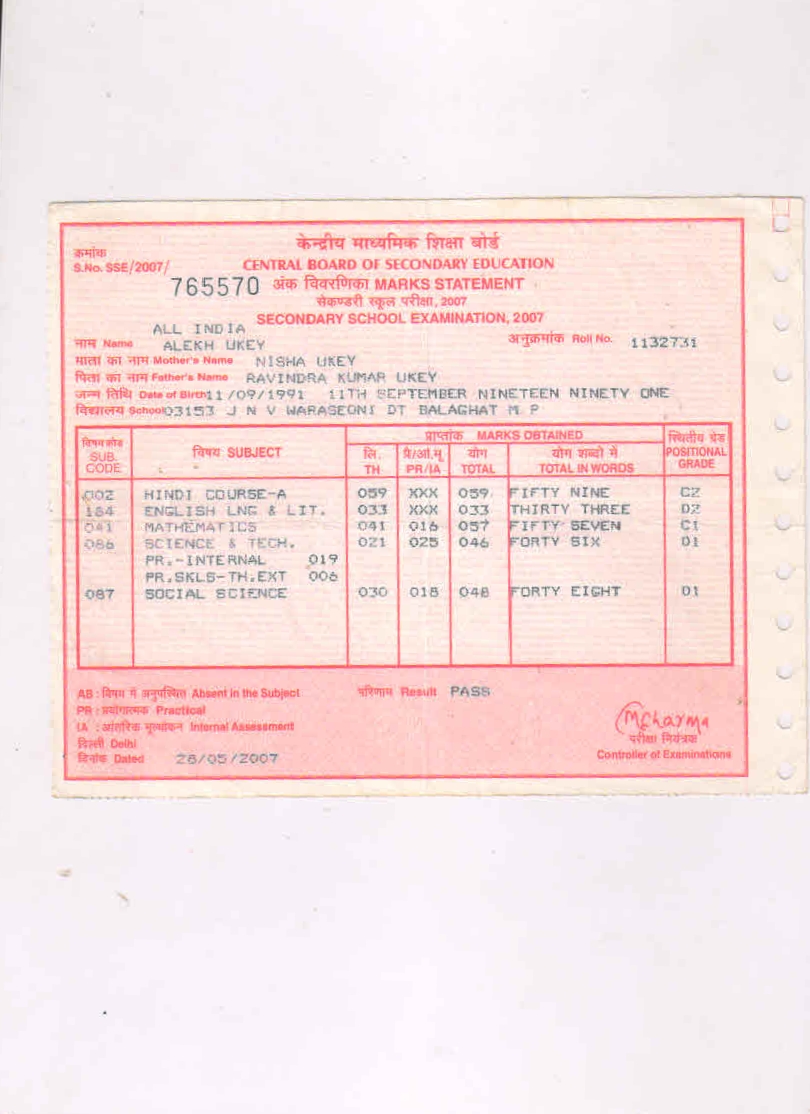 केन्द्रीय माध्यमिक शिक्षा बोर्ड
क्रमांक
S.No. SSE/2007/ CENTRAL BOARD OF SECONDARY EDUCATION
765570 अंक विवरणिका MARKS STATEMENT
सेकण्डरी स्कूल परीक्षा, 2007
SECONDARY SCHOOL EXAMINATION, 2007
ALL INDIA
नाम Name ALEKH UKEY अनुक्रमांक Roll No. 1132731
माता का नाम Mother's Name NISHA UKEY
पिता का नाम Father's Name RAVINDRA KUMAR UKEY
जन्म तिथि Date of Birth 11/09/1991 11TH SEPTEMBER NINETEEN NINETY ONE
विद्यालय School 03153 J N V WARASEONI DT BALAGHAT M P
प्राप्तांक MARKS OBTAINED
विषय कोड SUB. CODE विषय SUBJECT लि. TH प्रै/आं.मू PR/IA योग TOTAL योग शब्दो में TOTAL IN WORDS स्थितीय ग्रेड POSITIONAL GRADE
002 HINDI COURSE-A 059 XXX 059 FIFTY NINE C2
184 ENGLISH LNG & LIT. 033 XXX 033 THIRTY THREE D2
041 MATHEMATICS 041 016 057 FIFTY SEVEN C1
086 SCIENCE & TECH. 021 025 046 FORTY SIX D1
PR.-INTERNAL 019
PR.SKLS-TH.EXT 006
087 SOCIAL SCIENCE 030 018 048 FORTY EIGHT D1
AB : विषय में अनुपस्थित Absent in the Subject परिणाम Result PASS
PR : प्रयोगात्मक Practical
IA : आंतरिक मूल्यांकन Internal Assessment
दिल्ली Delhi
दिनांक Dated 28/05/2007
MCharma
परीक्षा नियंत्रक
Controller of Examinations